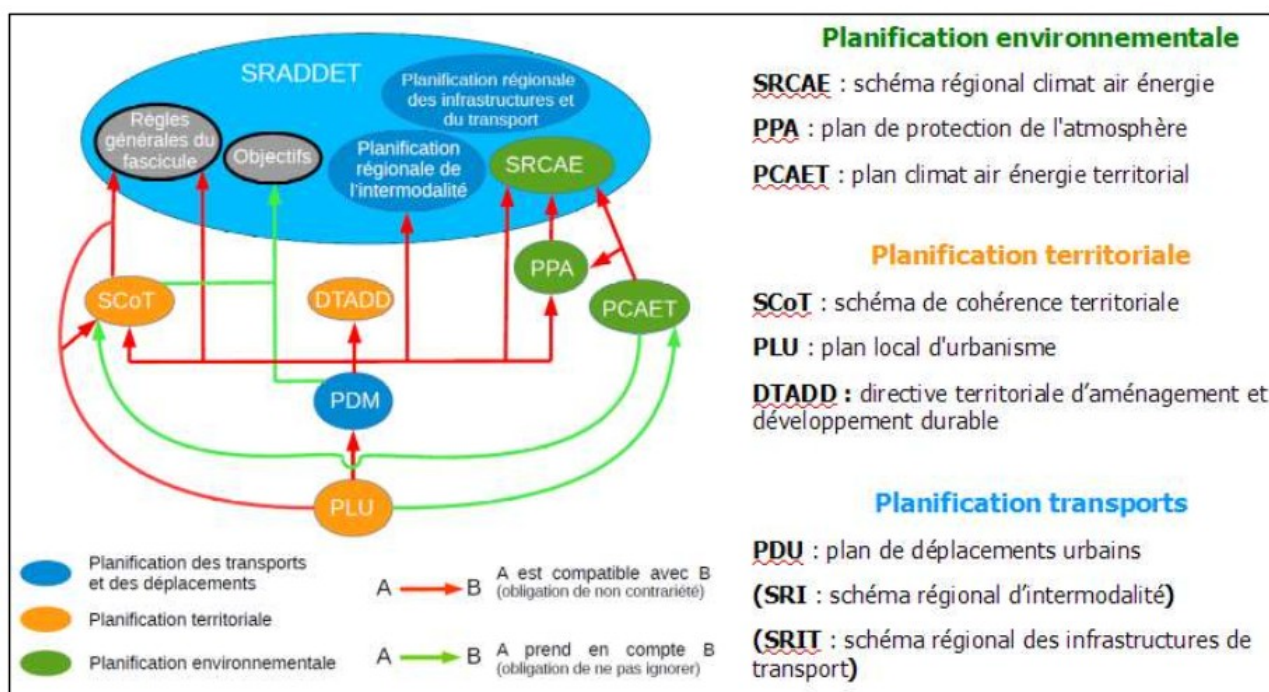 SRADDET
Planification régionale
des infrastructures et
du transport
Règles
générales du
fascicule
Objectifs
Planification
régionale de
l'intermodalité
SRCAE
SCoT
DTADD
PPA
PCAET
PDM
PLU
Planification des transports
et des déplacements
Planification territoriale
Planification environnementale
A B A est compatible avec B
(obligation de non contrariété)
A B A prend en compte B
(obligation de ne pas ignorer)
Planification environnementale
SRCAE : schéma régional climat air énergie
PPA : plan de protection de l'atmosphère
PCAET : plan climat air énergie territorial
Planification territoriale
SCoT : schéma de cohérence territoriale
PLU : plan local d'urbanisme
DTADD : directive territoriale d'aménagement et
développement durable
Planification transports
PDU : plan de déplacements urbains
(SRI : schéma régional d'intermodalité)
(SRIT : schéma régional des infrastructures de
transport)